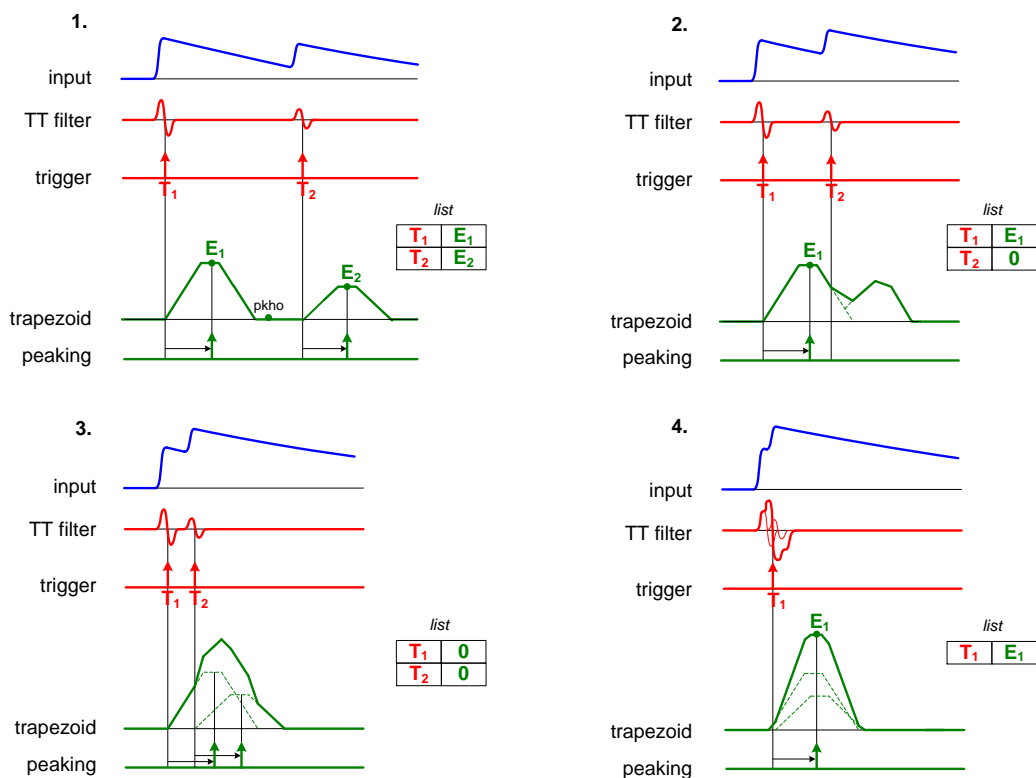 1.
input
TT filter
trigger
T1 T2
list
T1 E1
T2 E2
E1
E2
pkho
trapezoid
peaking
2.
input
TT filter
trigger
T1 T2
list
T1 E1
T2 0
E1
trapezoid
peaking
3.
input
TT filter
trigger
T1 T2
list
T1 0
T2 0
trapezoid
peaking
4.
input
TT filter
trigger
T1
list
T1 E1
E1
trapezoid
peaking